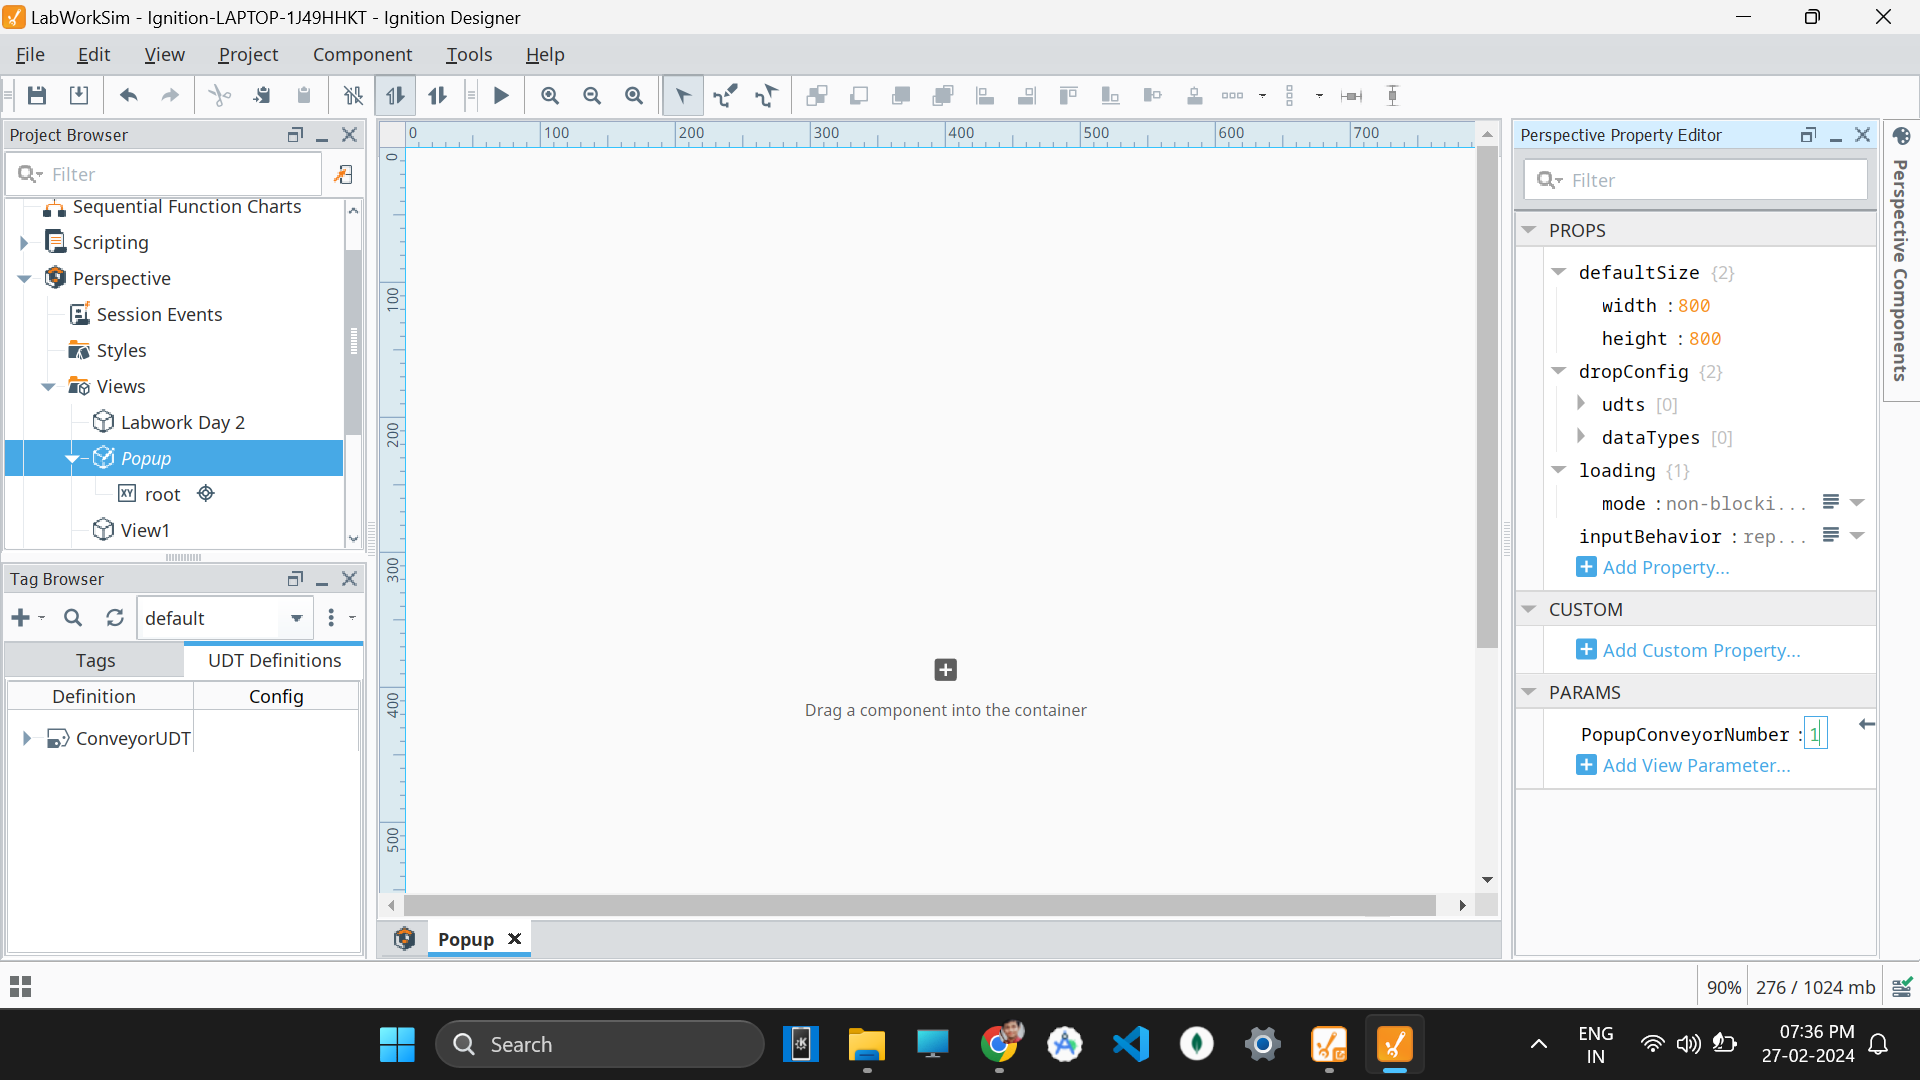 LabWorkSim - Ignition-LAPTOP-1J49HHKT - Ignition Designer
File Edit View Project Component Tools Help
Project Browser
Filter
Sequential Function Charts
Scripting
Perspective
Session Events
Styles
Views
Labwork Day 2
Popup
root
View1
Tag Browser
default
Tags UDT Definitions
Definition Config
ConveyorUDT
0 100 200 300 400 500 600 700
0
100
200
300
400
500
Drag a component into the container
Popup
Perspective Property Editor
Filter
PROPS
defaultSize {2}
width : 800
height : 800
dropConfig {2}
udts [0]
dataTypes [0]
loading {1}
mode : non-blocki...
inputBehavior : rep...
Add Property...
CUSTOM
Add Custom Property...
PARAMS
PopupConveyorNumber : 1
Add View Parameter...
Perspective Components
90% 276 / 1024 mb
Search
ENG
IN
07:36 PM
27-02-2024